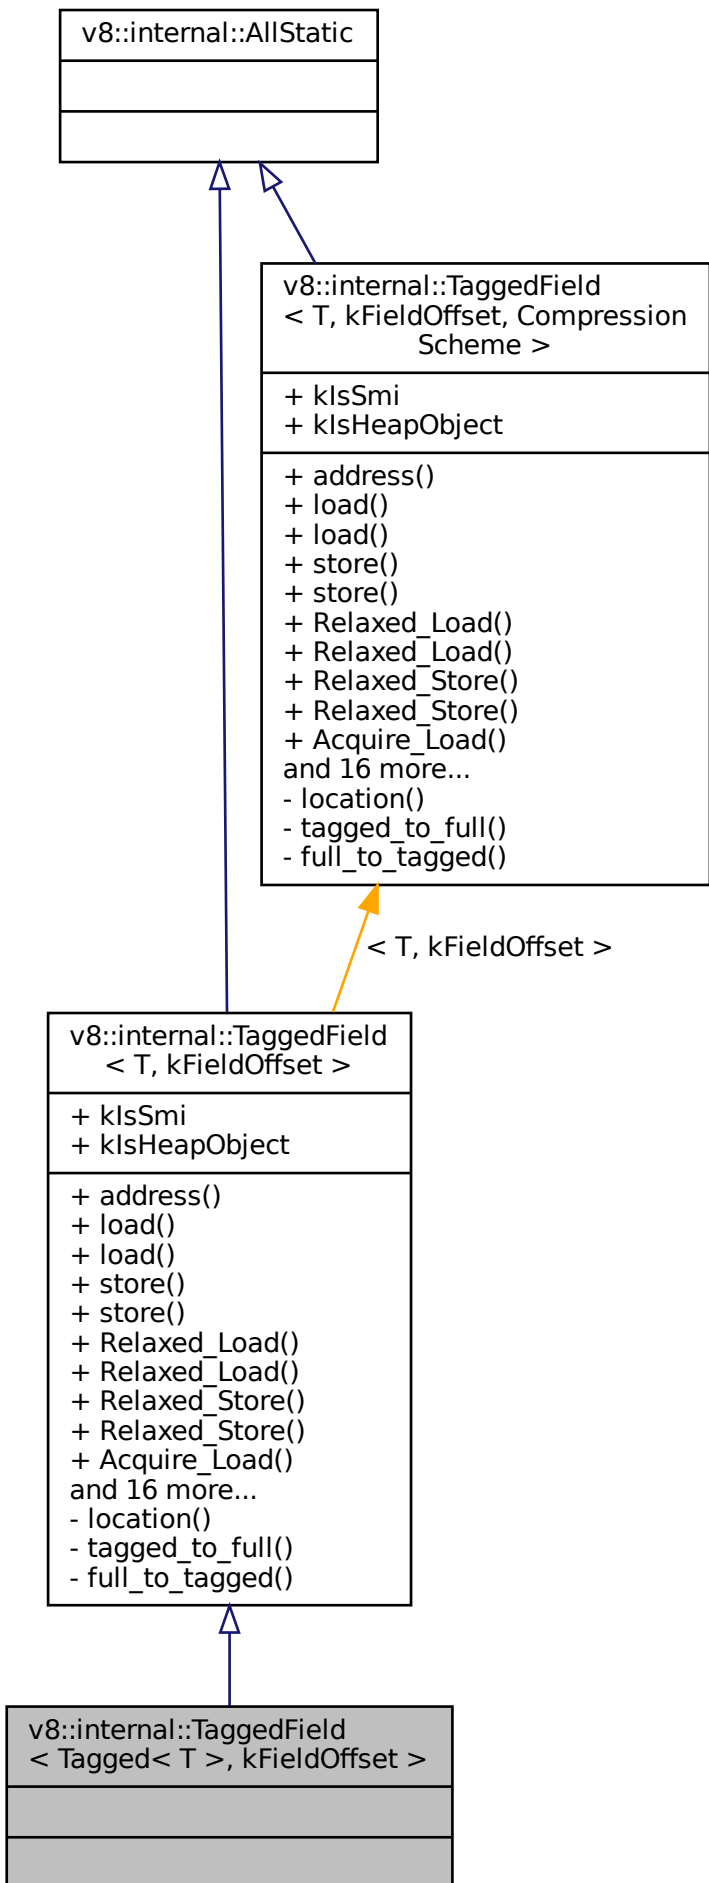 v8::internal::AllStatic
v8::internal::TaggedField
< T, kFieldOffset, Compression
Scheme >
+ kIsSmi
+ kIsHeapObject
+ address()
+ load()
+ load()
+ store()
+ store()
+ Relaxed_Load()
+ Relaxed_Load()
+ Relaxed_Store()
+ Relaxed_Store()
+ Acquire_Load()
and 16 more...
- location()
- tagged_to_full()
- full_to_tagged()
< T, kFieldOffset >
v8::internal::TaggedField
< T, kFieldOffset >
+ kIsSmi
+ kIsHeapObject
+ address()
+ load()
+ load()
+ store()
+ store()
+ Relaxed_Load()
+ Relaxed_Load()
+ Relaxed_Store()
+ Relaxed_Store()
+ Acquire_Load()
and 16 more...
- location()
- tagged_to_full()
- full_to_tagged()
v8::internal::TaggedField
< Tagged< T >, kFieldOffset >